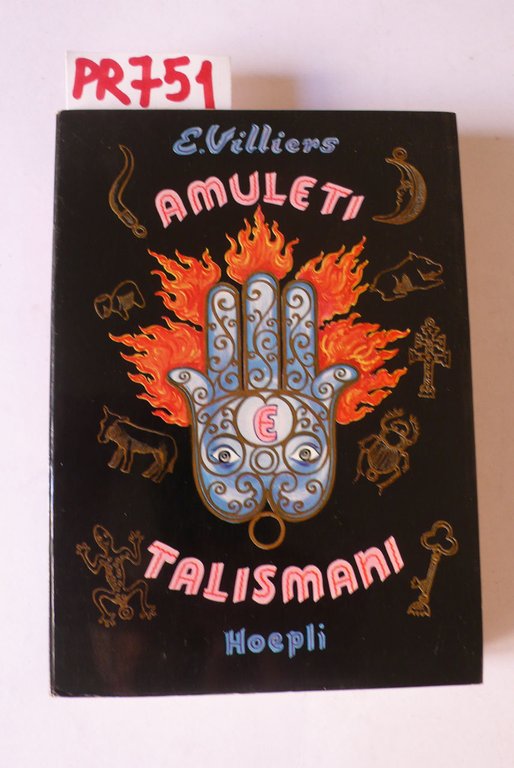 PR751
E. Villiers
AMULETI
E
TALISMANI
Hoepli